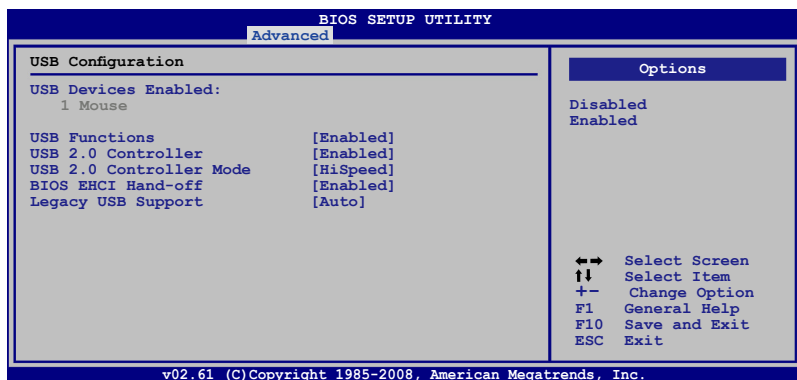 BIOS SETUP UTILITY
Advanced
USB Configuration
USB Devices Enabled:
1 Mouse
USB Functions [Enabled]
USB 2.0 Controller [Enabled]
USB 2.0 Controller Mode [HiSpeed]
BIOS EHCI Hand-off [Enabled]
Legacy USB Support [Auto]
Options
Disabled
Enabled
←→ Select Screen
↑↓ Select Item
+- Change Option
F1 General Help
F10 Save and Exit
ESC Exit
v02.61 (C)Copyright 1985-2008, American Megatrends, Inc.